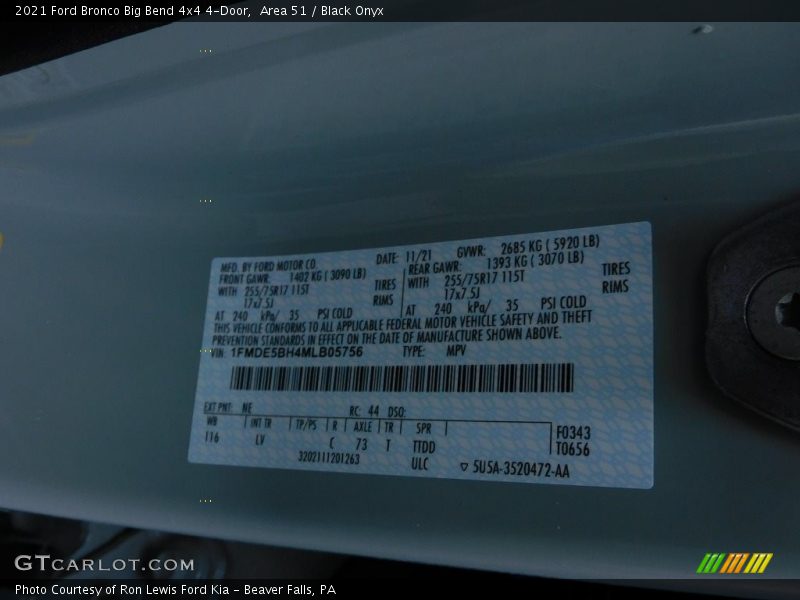 2021 Ford Bronco Big Bend 4x4 4-Door, Area 51 / Black Onyx
MFD. BY FORD MOTOR CO. DATE: 11/21 GVWR: 2685 KG ( 5920 LB)
FRONT GAWR: 1402 KG ( 3090 LB) REAR GAWR: 1393 KG ( 3070 LB)
WITH 255/75R17 115T TIRES WITH 255/75R17 115T TIRES
17x7.5J RIMS 17x7.5J RIMS
AT 240 kPa/ 35 PSI COLD AT 240 kPa/ 35 PSI COLD
THIS VEHICLE CONFORMS TO ALL APPLICABLE FEDERAL MOTOR VEHICLE SAFETY AND THEFT
PREVENTION STANDARDS IN EFFECT ON THE DATE OF MANUFACTURE SHOWN ABOVE.
VIN: 1FMDE5BH4MLB05756 TYPE: MPV
EXT PNT: NE RC: 44 DSO:
WB INT TR TP/PS R AXLE TR SPR F0343
116 LV C 73 T TTDD T0656
3202111201263 ULC ▽ 5U5A-3520472-AA
GTCARLOT.COM
Photo Courtesy of Ron Lewis Ford Kia - Beaver Falls, PA